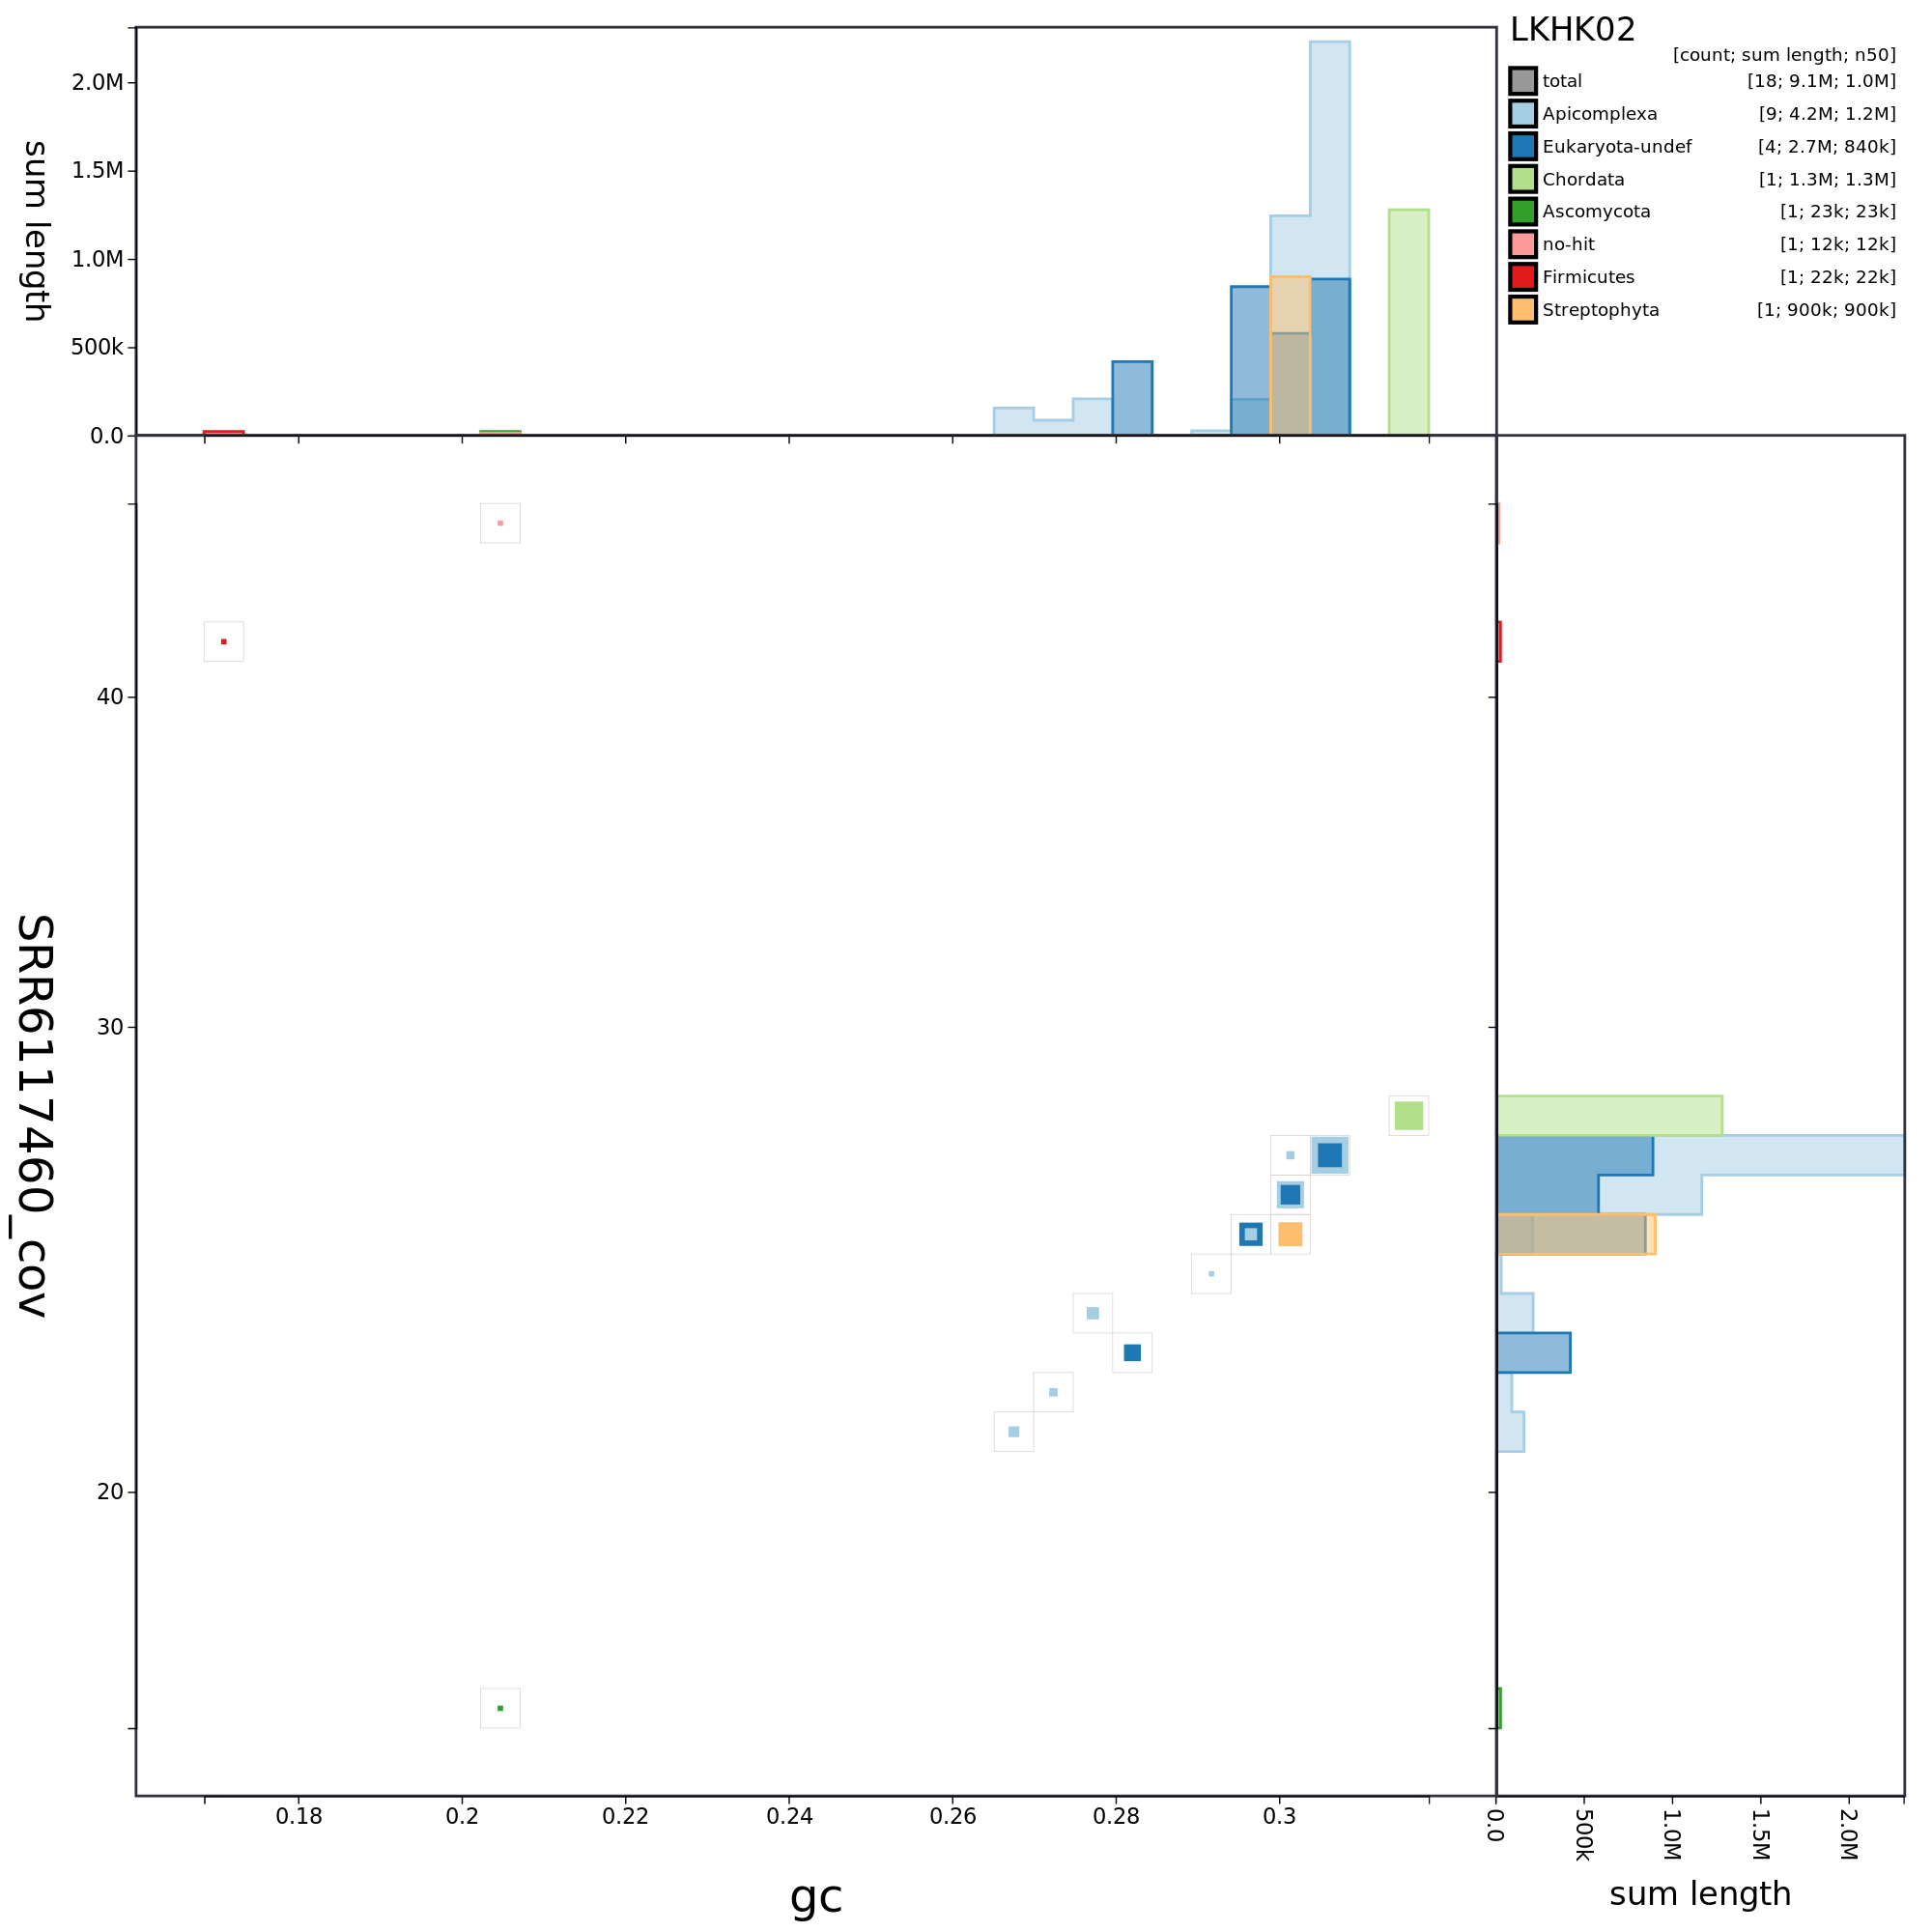 LKHK02
[count; sum length; n50]
total [18; 9.1M; 1.0M]
Apicomplexa [9; 4.2M; 1.2M]
Eukaryota-undef [4; 2.7M; 840k]
Chordata [1; 1.3M; 1.3M]
Ascomycota [1; 23k; 23k]
no-hit [1; 12k; 12k]
Firmicutes [1; 22k; 22k]
Streptophyta [1; 900k; 900k]
sum length
2.0M
1.5M
1.0M
500k
0.0
SRR6117460_cov
40
30
20
0.18 0.2 0.22 0.24 0.26 0.28 0.3
gc
0.0 500k 1.0M 1.5M 2.0M
sum length